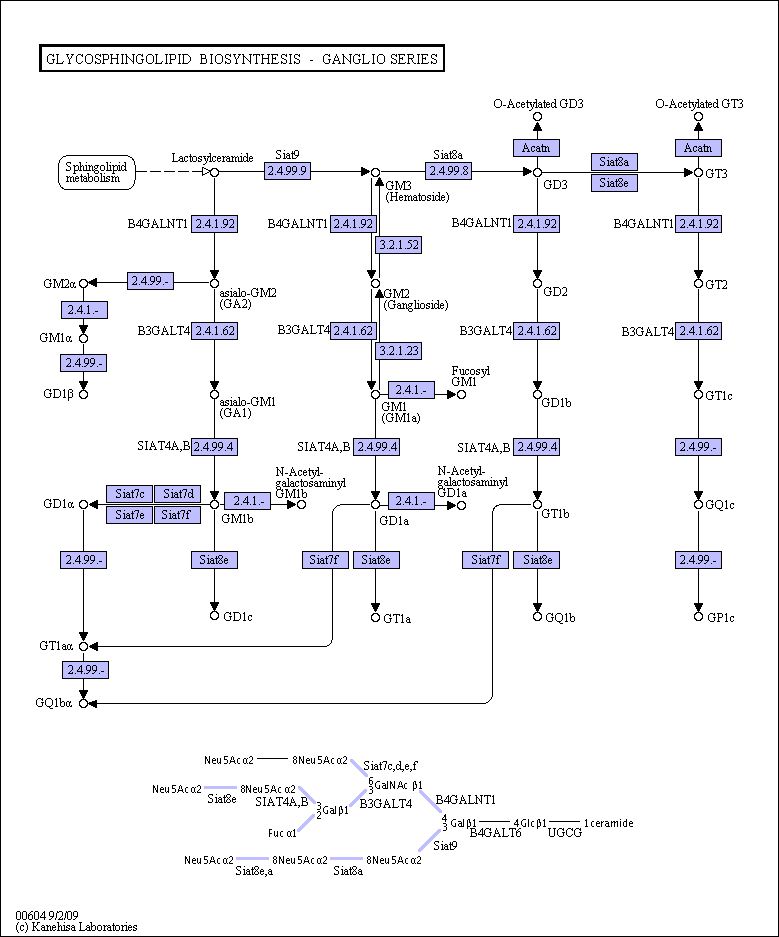 GLYCOSPHINGOLIPID BIOSYNTHESIS - GANGLIO SERIES
O-Acetylated GD3
O-Acetylated GT3
Acatn
Acatn
Sphingolipid
metabolism
Lactosylceramide
Siat9
2.4.99.9
GM3
(Hematoside)
Siat8a
2.4.99.8
GD3
Siat8a
Siat8e
GT3
B4GALNT1 2.4.1.92
B4GALNT1 2.4.1.92
3.2.1.52
B4GALNT1 2.4.1.92
B4GALNT1 2.4.1.92
GM2α
2.4.99.-
asialo-GM2
(GA2)
GM2
(Ganglioside)
GD2
GT2
2.4.1.-
GM1α
B3GALT4 2.4.1.62
B3GALT4 2.4.1.62
3.2.1.23
B3GALT4 2.4.1.62
B3GALT4 2.4.1.62
2.4.99.-
GD1β
asialo-GM1
(GA1)
GM1
(GM1a)
2.4.1.-
Fucosyl
GM1
GD1b
GT1c
SIAT4A,B 2.4.99.4
SIAT4A,B 2.4.99.4
SIAT4A,B 2.4.99.4
2.4.99.-
GD1α
Siat7c Siat7d
Siat7e Siat7f
GM1b
2.4.1.-
N-Acetyl-
galactosaminyl
GM1b
GD1a
2.4.1.-
N-Acetyl-
galactosaminyl
GD1a
GT1b
GQ1c
2.4.99.-
Siat8e
Siat7f
Siat8e
Siat7f
Siat8e
2.4.99.-
GD1c
GT1a
GQ1b
GP1c
GT1aα
2.4.99.-
GQ1bα
Neu5Acα2 8Neu5Acα2 Siat7c,d,e,f
Neu5Acα2 8Neu5Acα2 6 GalNAc β1
Siat8e SIAT4A,B 3 B3GALT4 B4GALNT1
3 Galβ1
2
Fuc α1
4 Galβ1 4Glcβ1 1ceramide
3 B4GALT6 UGCG
Siat9
Neu5Acα2 8Neu5Acα2 8Neu5Acα2
Siat8e,a Siat8a
00604 9/2/09
(c) Kanehisa Laboratories